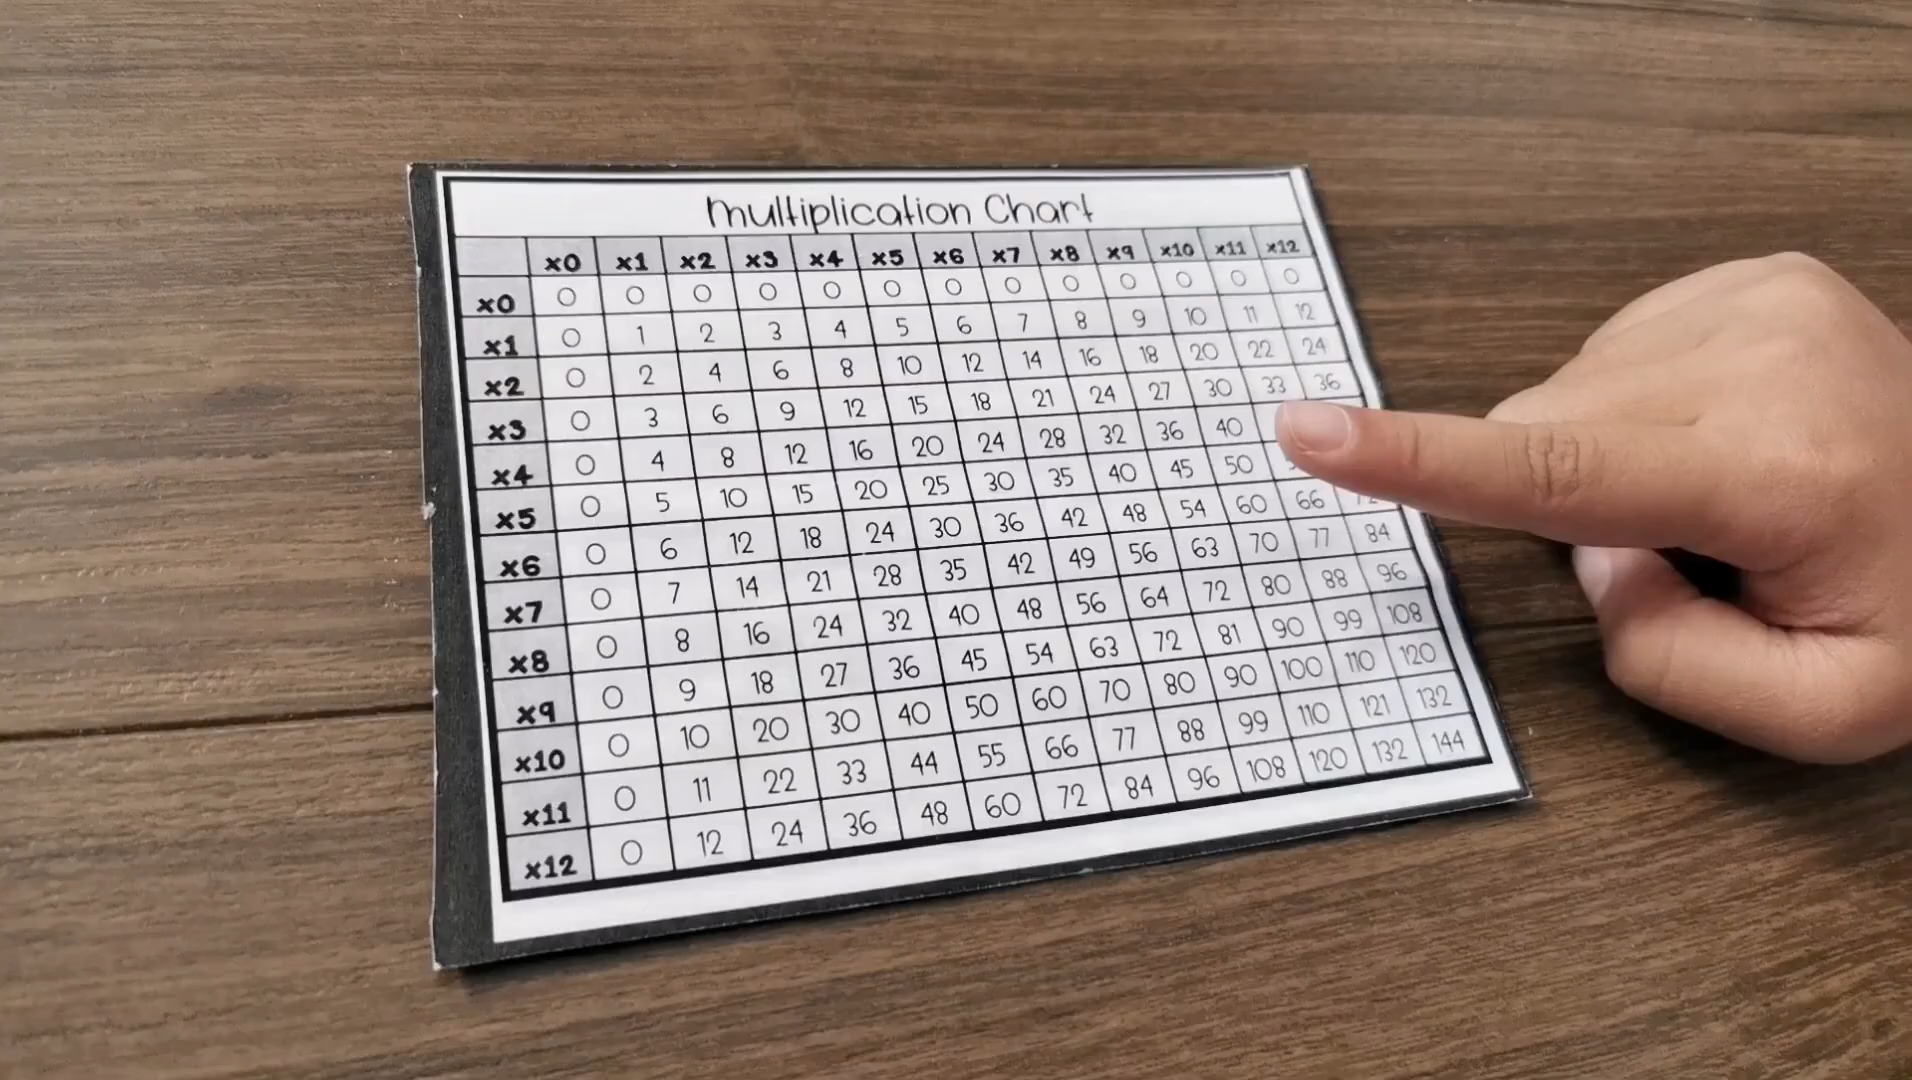 multiplication Chart
x0 x1 x2 x3 x4 x5 x6 x7 x8 x9 x10 x11 x12
x0 0 0 0 0 0 0 0 0 0 0 0 0 0
x1 0 1 2 3 4 5 6 7 8 9 10 11 12
x2 0 2 4 6 8 10 12 14 16 18 20 22 24
x3 0 3 6 9 12 15 18 21 24 27 30 33 36
x4 0 4 8 12 16 20 24 28 32 36 40
x5 0 5 10 15 20 25 30 35 40 45 50
x6 0 6 12 18 24 30 36 42 48 54 60 66
x7 0 7 14 21 28 35 42 49 56 63 70 77 84
x8 0 8 16 24 32 40 48 56 64 72 80 88 96
x9 0 9 18 27 36 45 54 63 72 81 90 99 108
x10 0 10 20 30 40 50 60 70 80 90 100 110 120
x11 0 11 22 33 44 55 66 77 88 99 110 121 132
x12 0 12 24 36 48 60 72 84 96 108 120 132 144